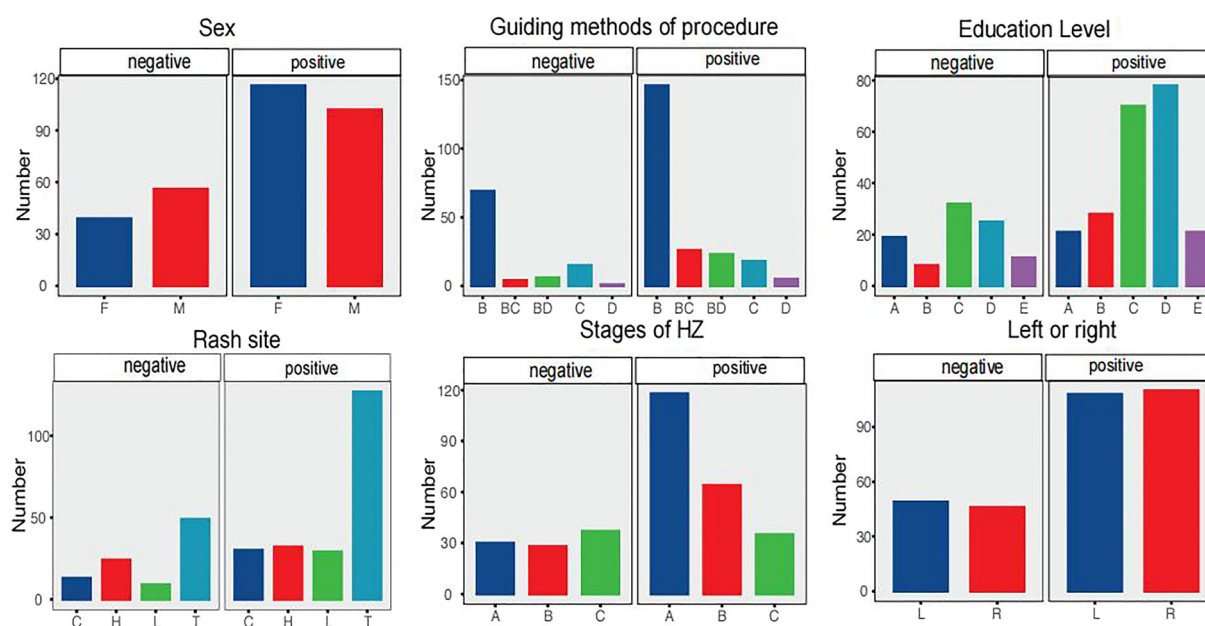 Sex
negative positive
Number
120
90
60
30
0
F M F M
Guiding methods of procedure
negative positive
Number
150
100
50
0
B BC BD C D B BC BD C D
Education Level
negative positive
Number
80
60
40
20
0
A B C D E A B C D E
Rash site
negative positive
Number
100
50
0
C H L T C H L T
Stages of HZ
negative positive
Number
120
90
60
30
0
A B C A B C
Left or right
negative positive
Number
90
60
30
0
L R L R